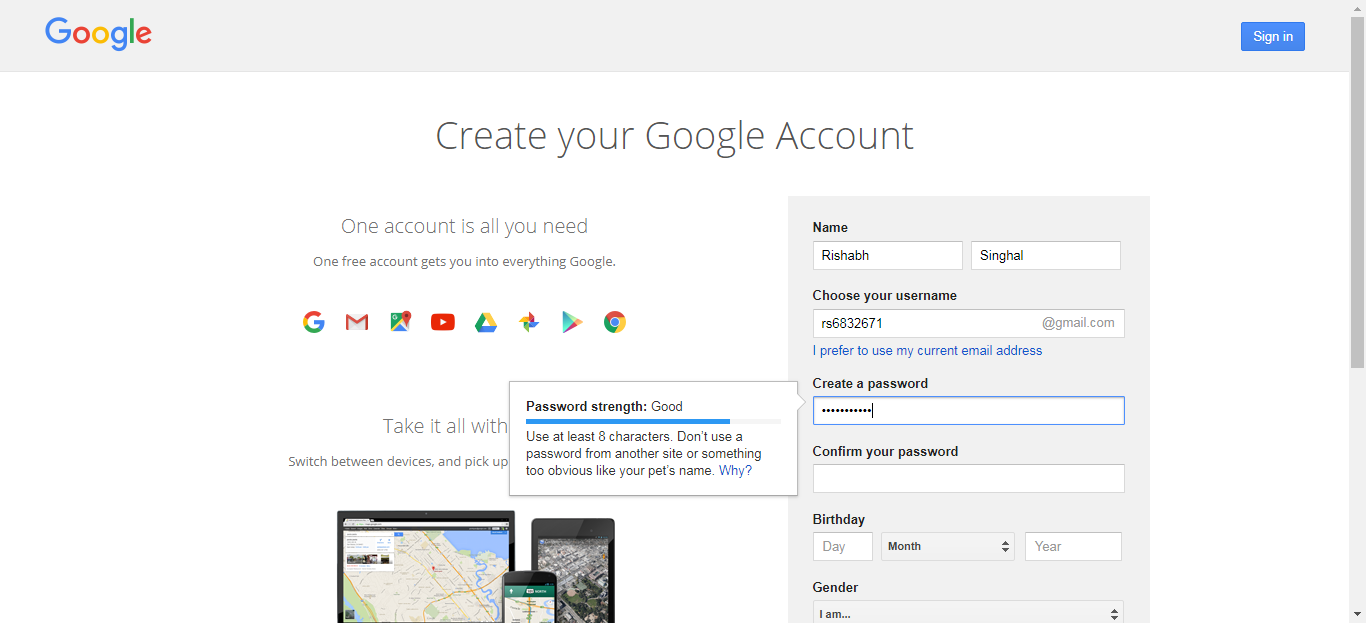 Google
Sign in
Create your Google Account
One account is all you need
One free account gets you into everything Google.
Take it all with
Switch between devices, and pick up
Name
Rishabh Singhal
Choose your username
rs6832671 @gmail.com
I prefer to use my current email address
Create a password
•••••••••••
Password strength: Good
Use at least 8 characters. Don't use a
password from another site or something
too obvious like your pet's name. Why?
Confirm your password
Birthday
Day Month Year
Gender
I am...